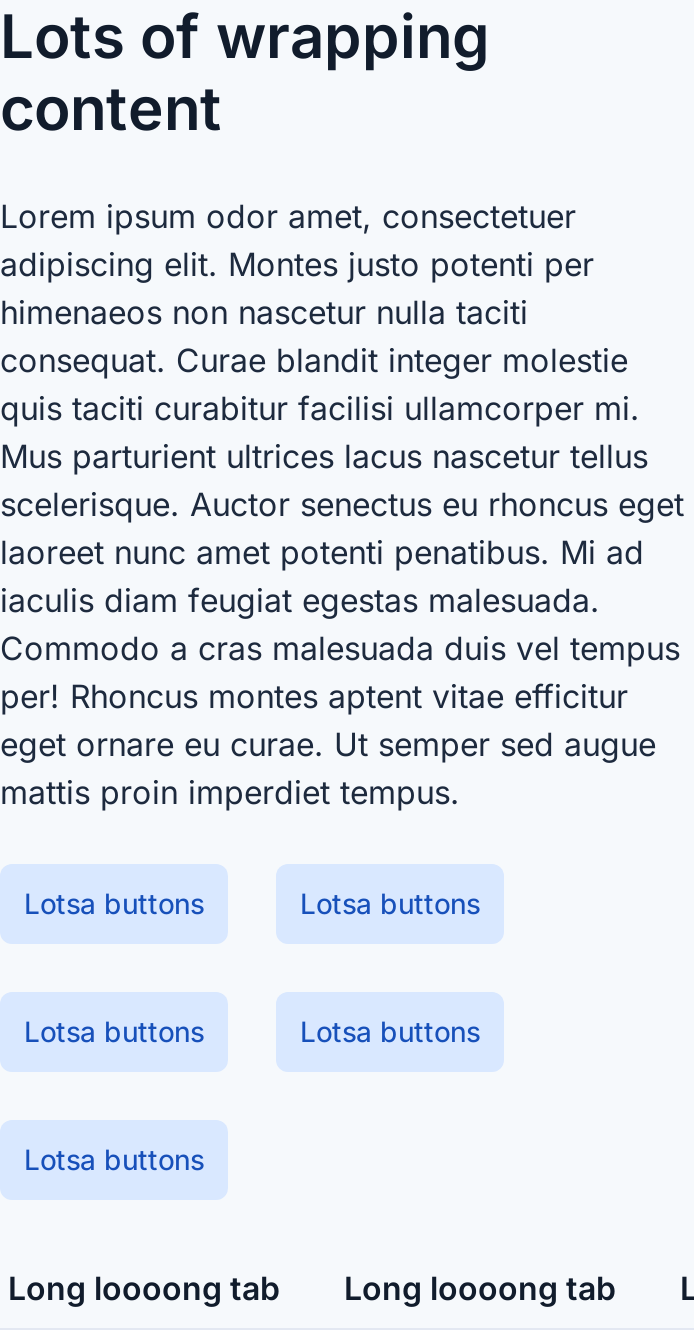 Lots of wrapping
content
Lorem ipsum odor amet, consectetuer
adipiscing elit. Montes justo potenti per
himenaeos non nascetur nulla taciti
consequat. Curae blandit integer molestie
quis taciti curabitur facilisi ullamcorper mi.
Mus parturient ultrices lacus nascetur tellus
scelerisque. Auctor senectus eu rhoncus eget
laoreet nunc amet potenti penatibus. Mi ad
iaculis diam feugiat egestas malesuada.
Commodo a cras malesuada duis vel tempus
per! Rhoncus montes aptent vitae efficitur
eget ornare eu curae. Ut semper sed augue
mattis proin imperdiet tempus.
Lotsa buttons Lotsa buttons
Lotsa buttons Lotsa buttons
Lotsa buttons
Long loooong tab Long loooong tab